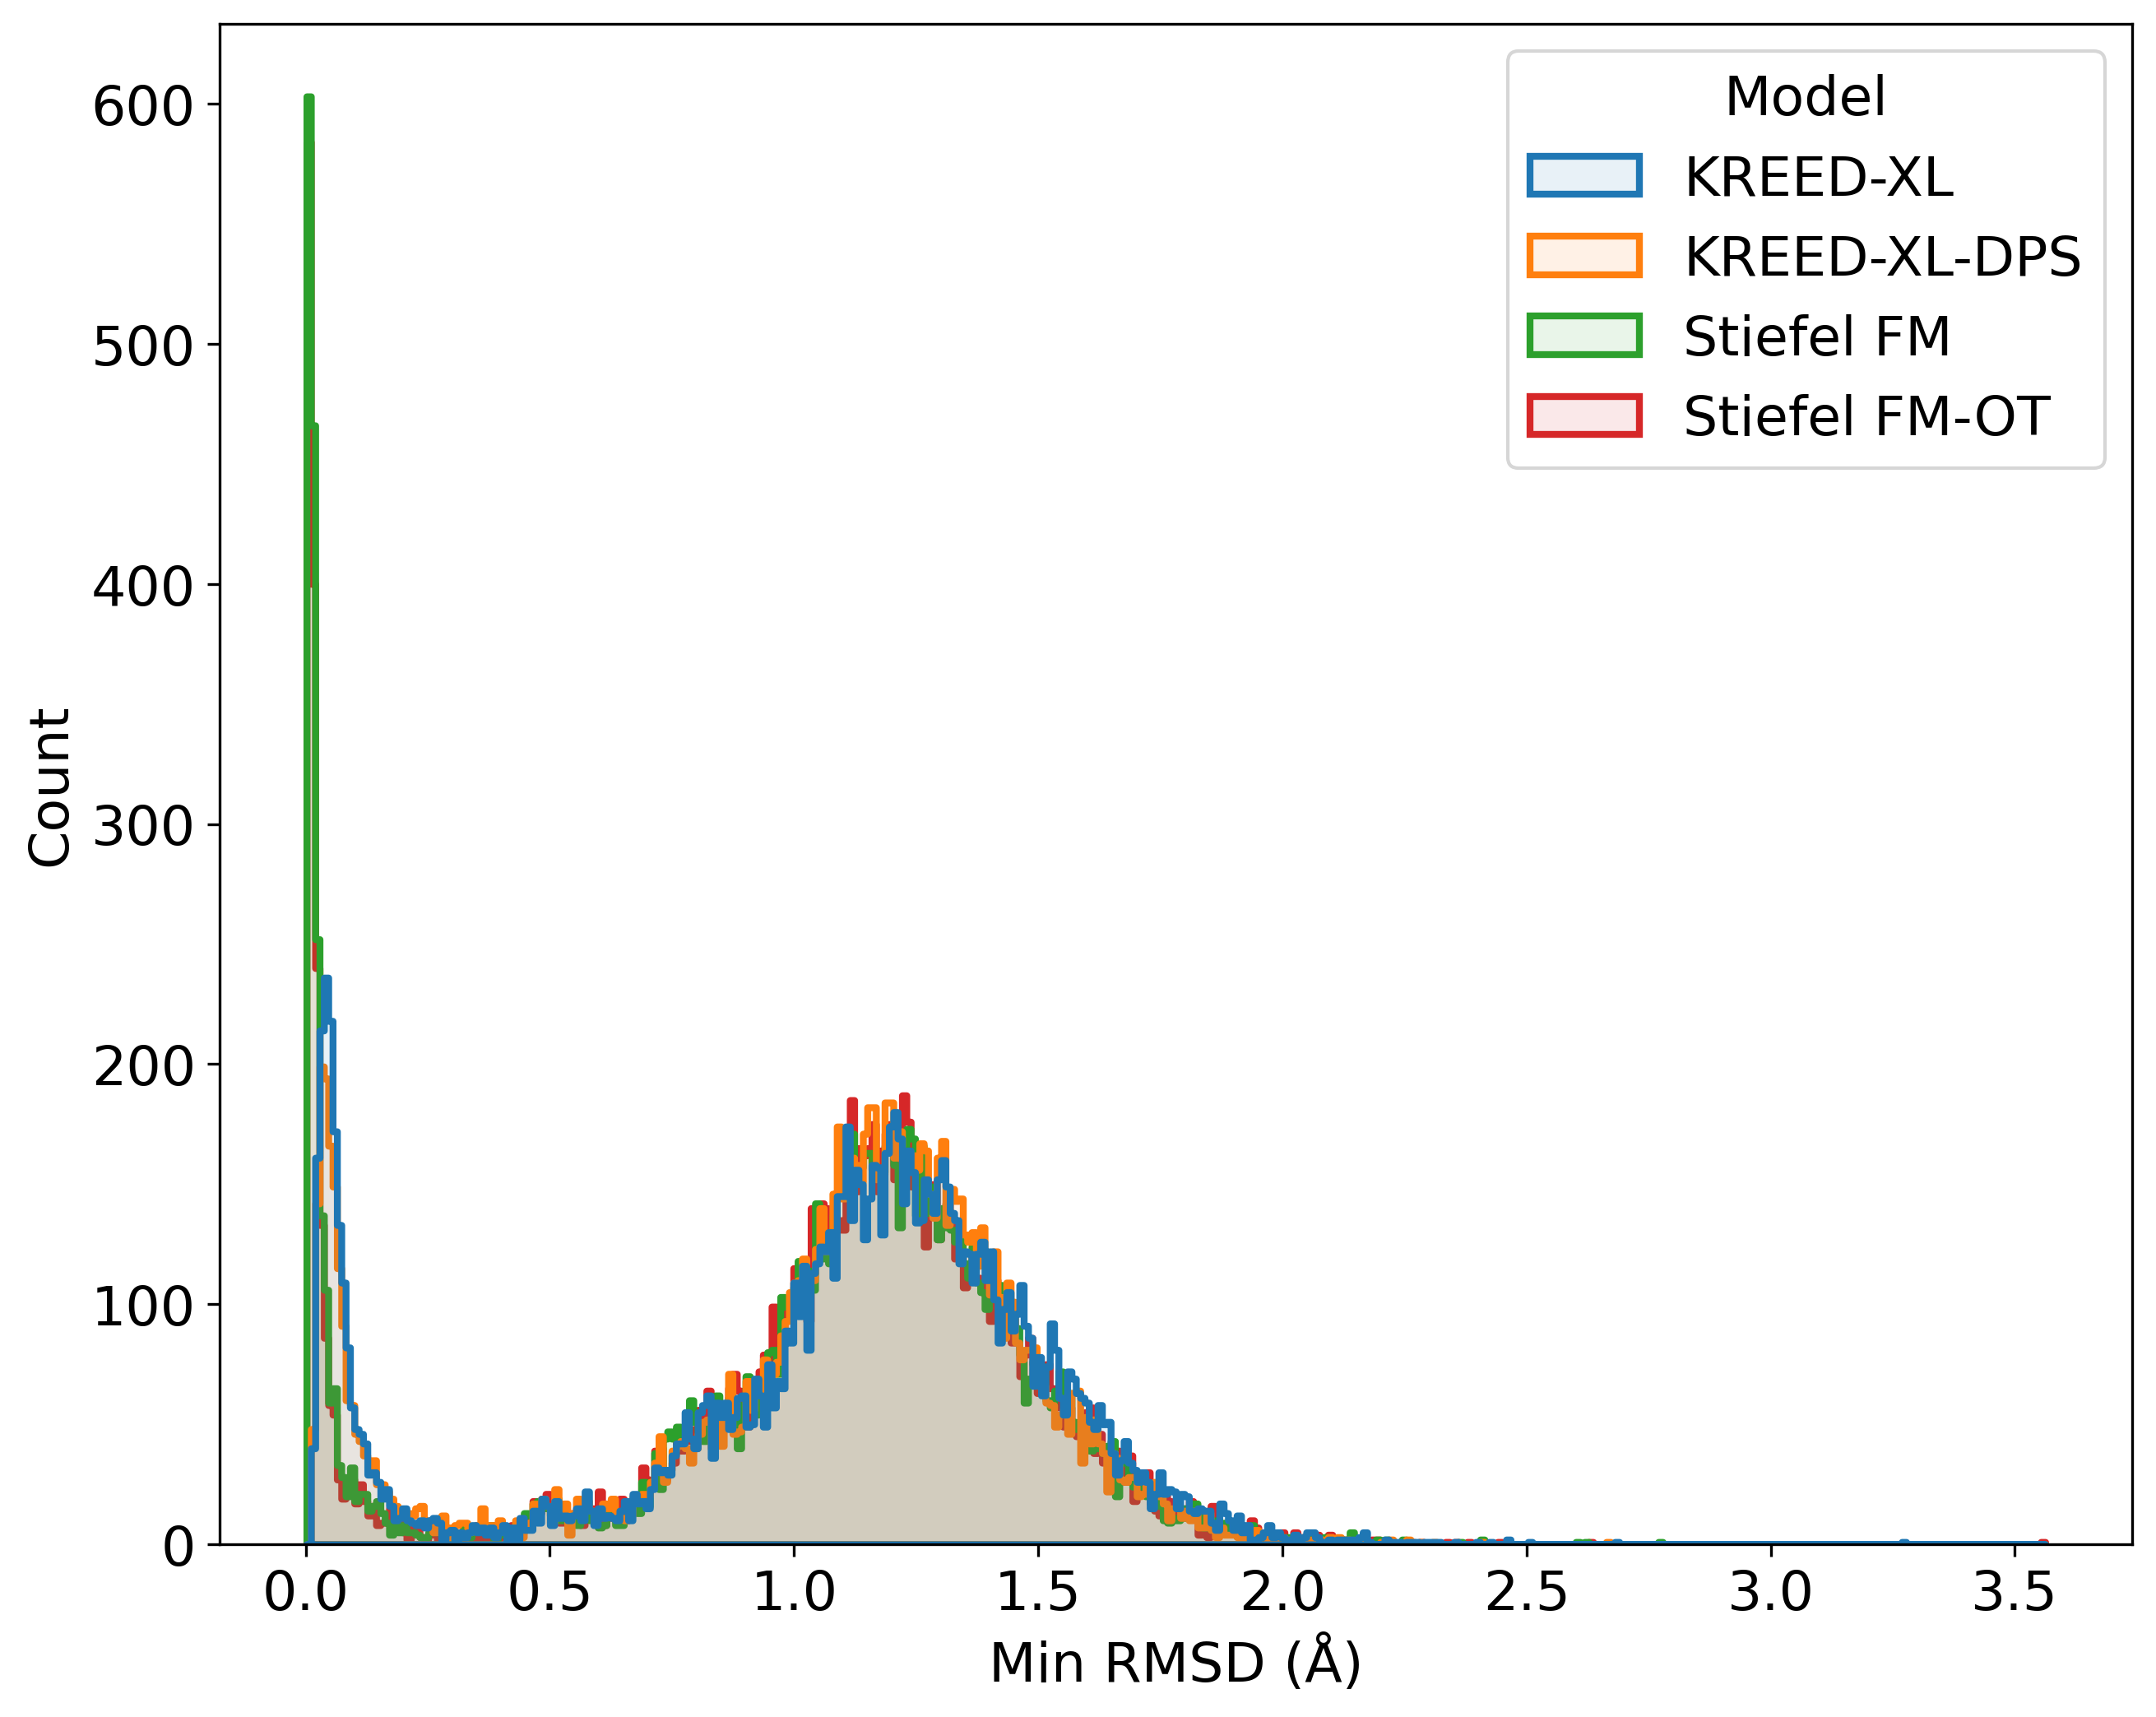 Model
KREED-XL
KREED-XL-DPS
Stiefel FM
Stiefel FM-OT
600
500
400
300
200
100
0
Count
0.0 0.5 1.0 1.5 2.0 2.5 3.0 3.5
Min RMSD (Å)